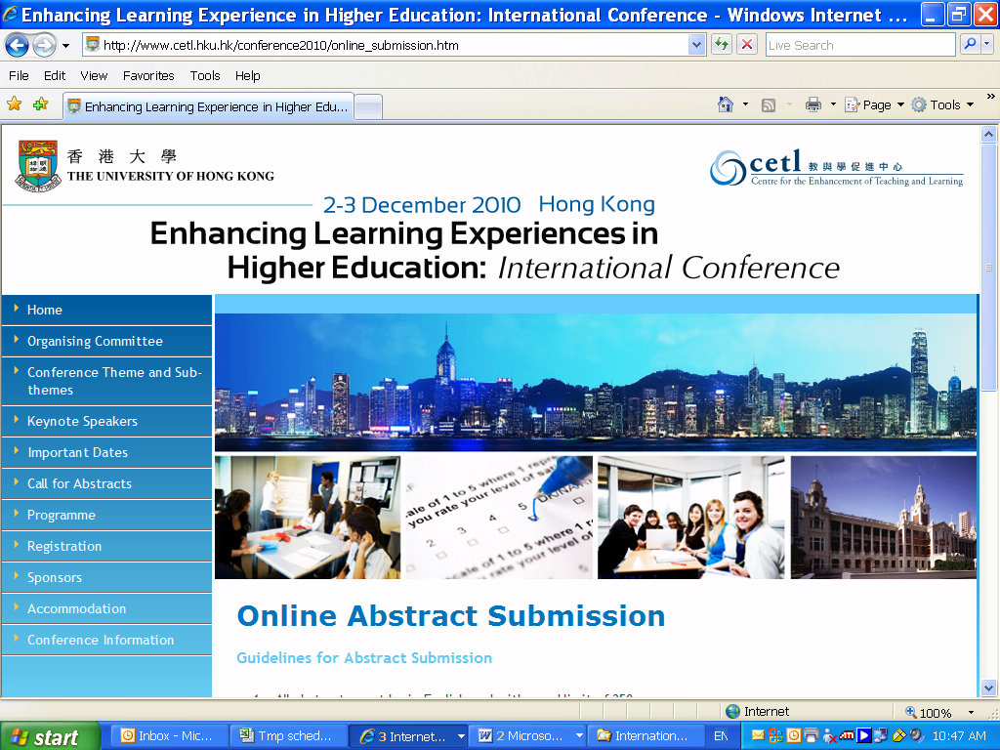 Enhancing Learning Experience in Higher Education: International Conference - Windows Internet ...
http://www.cetl.hku.hk/conference2010/online_submission.htm
Live Search
File Edit View Favorites Tools Help
Enhancing Learning Experience in Higher Edu...
Page Tools
香港大學
THE UNIVERSITY OF HONG KONG
cetl 教與學促進中心
Centre for the Enhancement of Teaching and Learning
2-3 December 2010 Hong Kong
Enhancing Learning Experiences in
Higher Education: International Conference
Home
Organising Committee
Conference Theme and Sub-
themes
Keynote Speakers
Important Dates
Call for Abstracts
Programme
Registration
Sponsors
Accommodation
Conference Information
ale of 1 to 5 where 1 repre
you rate your level of sa
2 3 4 5
cale of 1 to 5 where 1
rate your level of
Online Abstract Submission
Guidelines for Abstract Submission
Internet
100%
start
Inbox - Mic...
Tmp sched...
3 Internet...
2 Microso...
Internation...
EN
10:47 AM